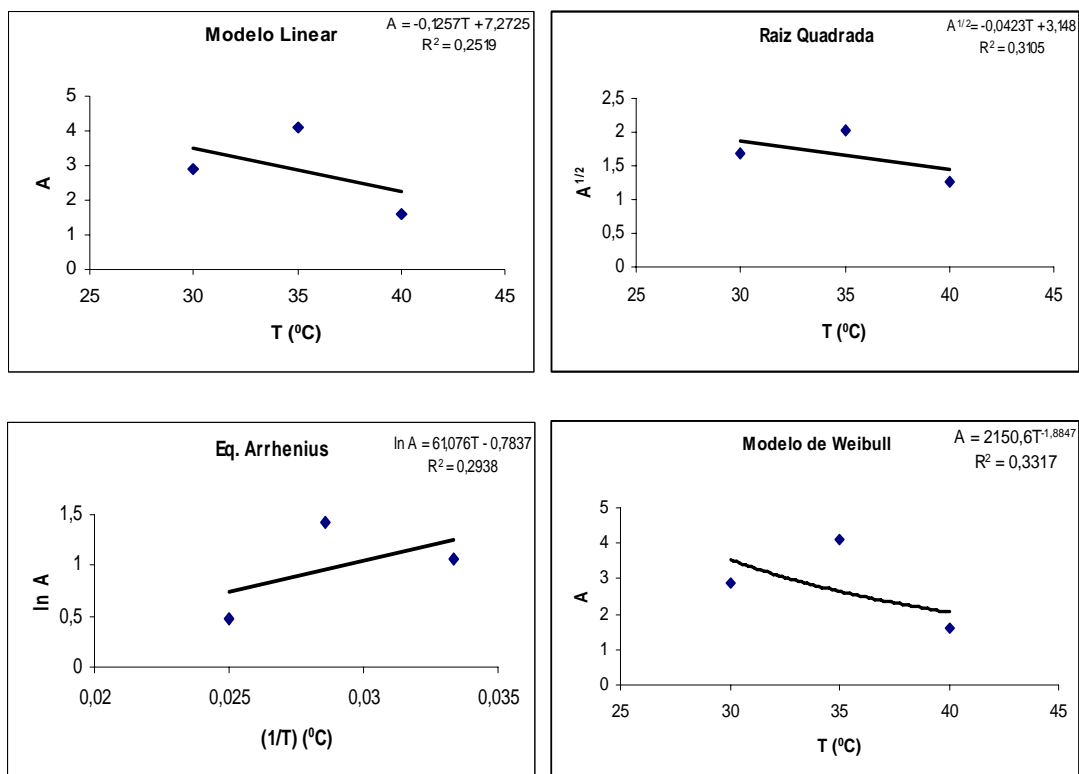 Modelo Linear
A = -0,1257T + 7,2725
R² = 0,2519
5
4
3
2
1
0
A
25
30
35
40
45
T (⁰C)
Raiz Quadrada
A¹/² = -0,0423T + 3,148
R² = 0,3105
2,5
2
1,5
1
0,5
0
A¹/²
25
30
35
40
45
T (⁰C)
Eq. Arrhenius
ln A = 61,076T - 0,7837
R² = 0,2938
1,5
1
0,5
0
ln A
0,02
0,025
0,03
0,035
(1/T) (⁰C)
Modelo de Weibull
A = 2150,6T⁻¹,⁸⁸⁴⁷
R² = 0,3317
5
4
3
2
1
0
A
20
25
30
35
40
45
T (⁰C)